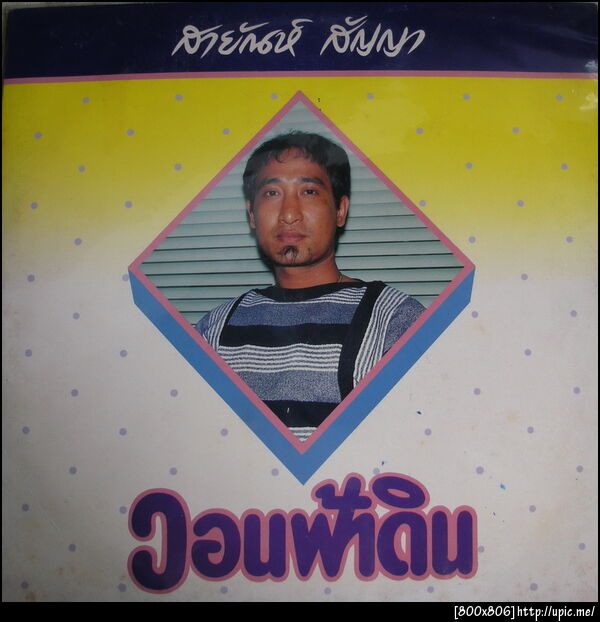 สายัณห์ สัญญา
วอนฟ้าดิน
[800x806] http://upic.me/